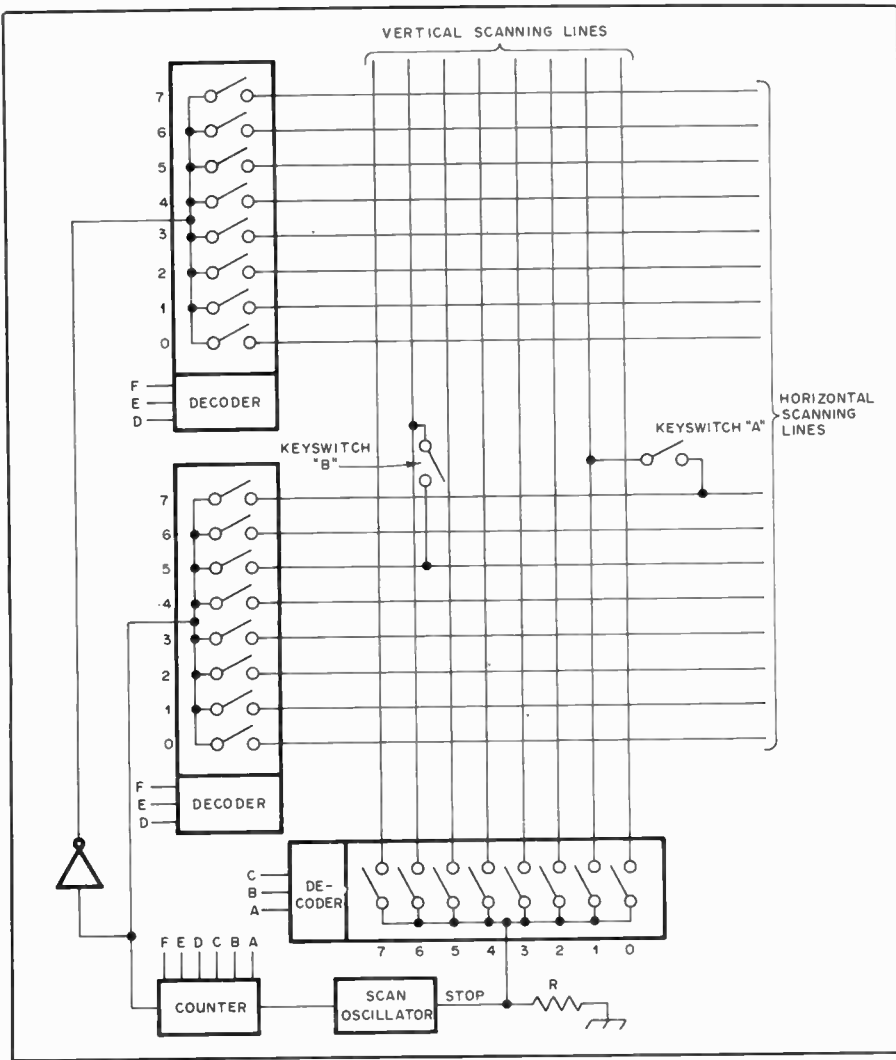 VERTICAL SCANNING LINES
7
6
5
4
3
2
1
0
F
E
D
DECODER
HORIZONTAL
SCANNING
LINES
KEYSWITCH "A"
KEYSWITCH
"B"
7
6
5
4
3
2
1
0
F
E
D
DECODER
C
B
A
DE-
CODER
7 6 5 4 3 2 1 0
F E D C B A
COUNTER
SCAN
OSCILLATOR
STOP
R